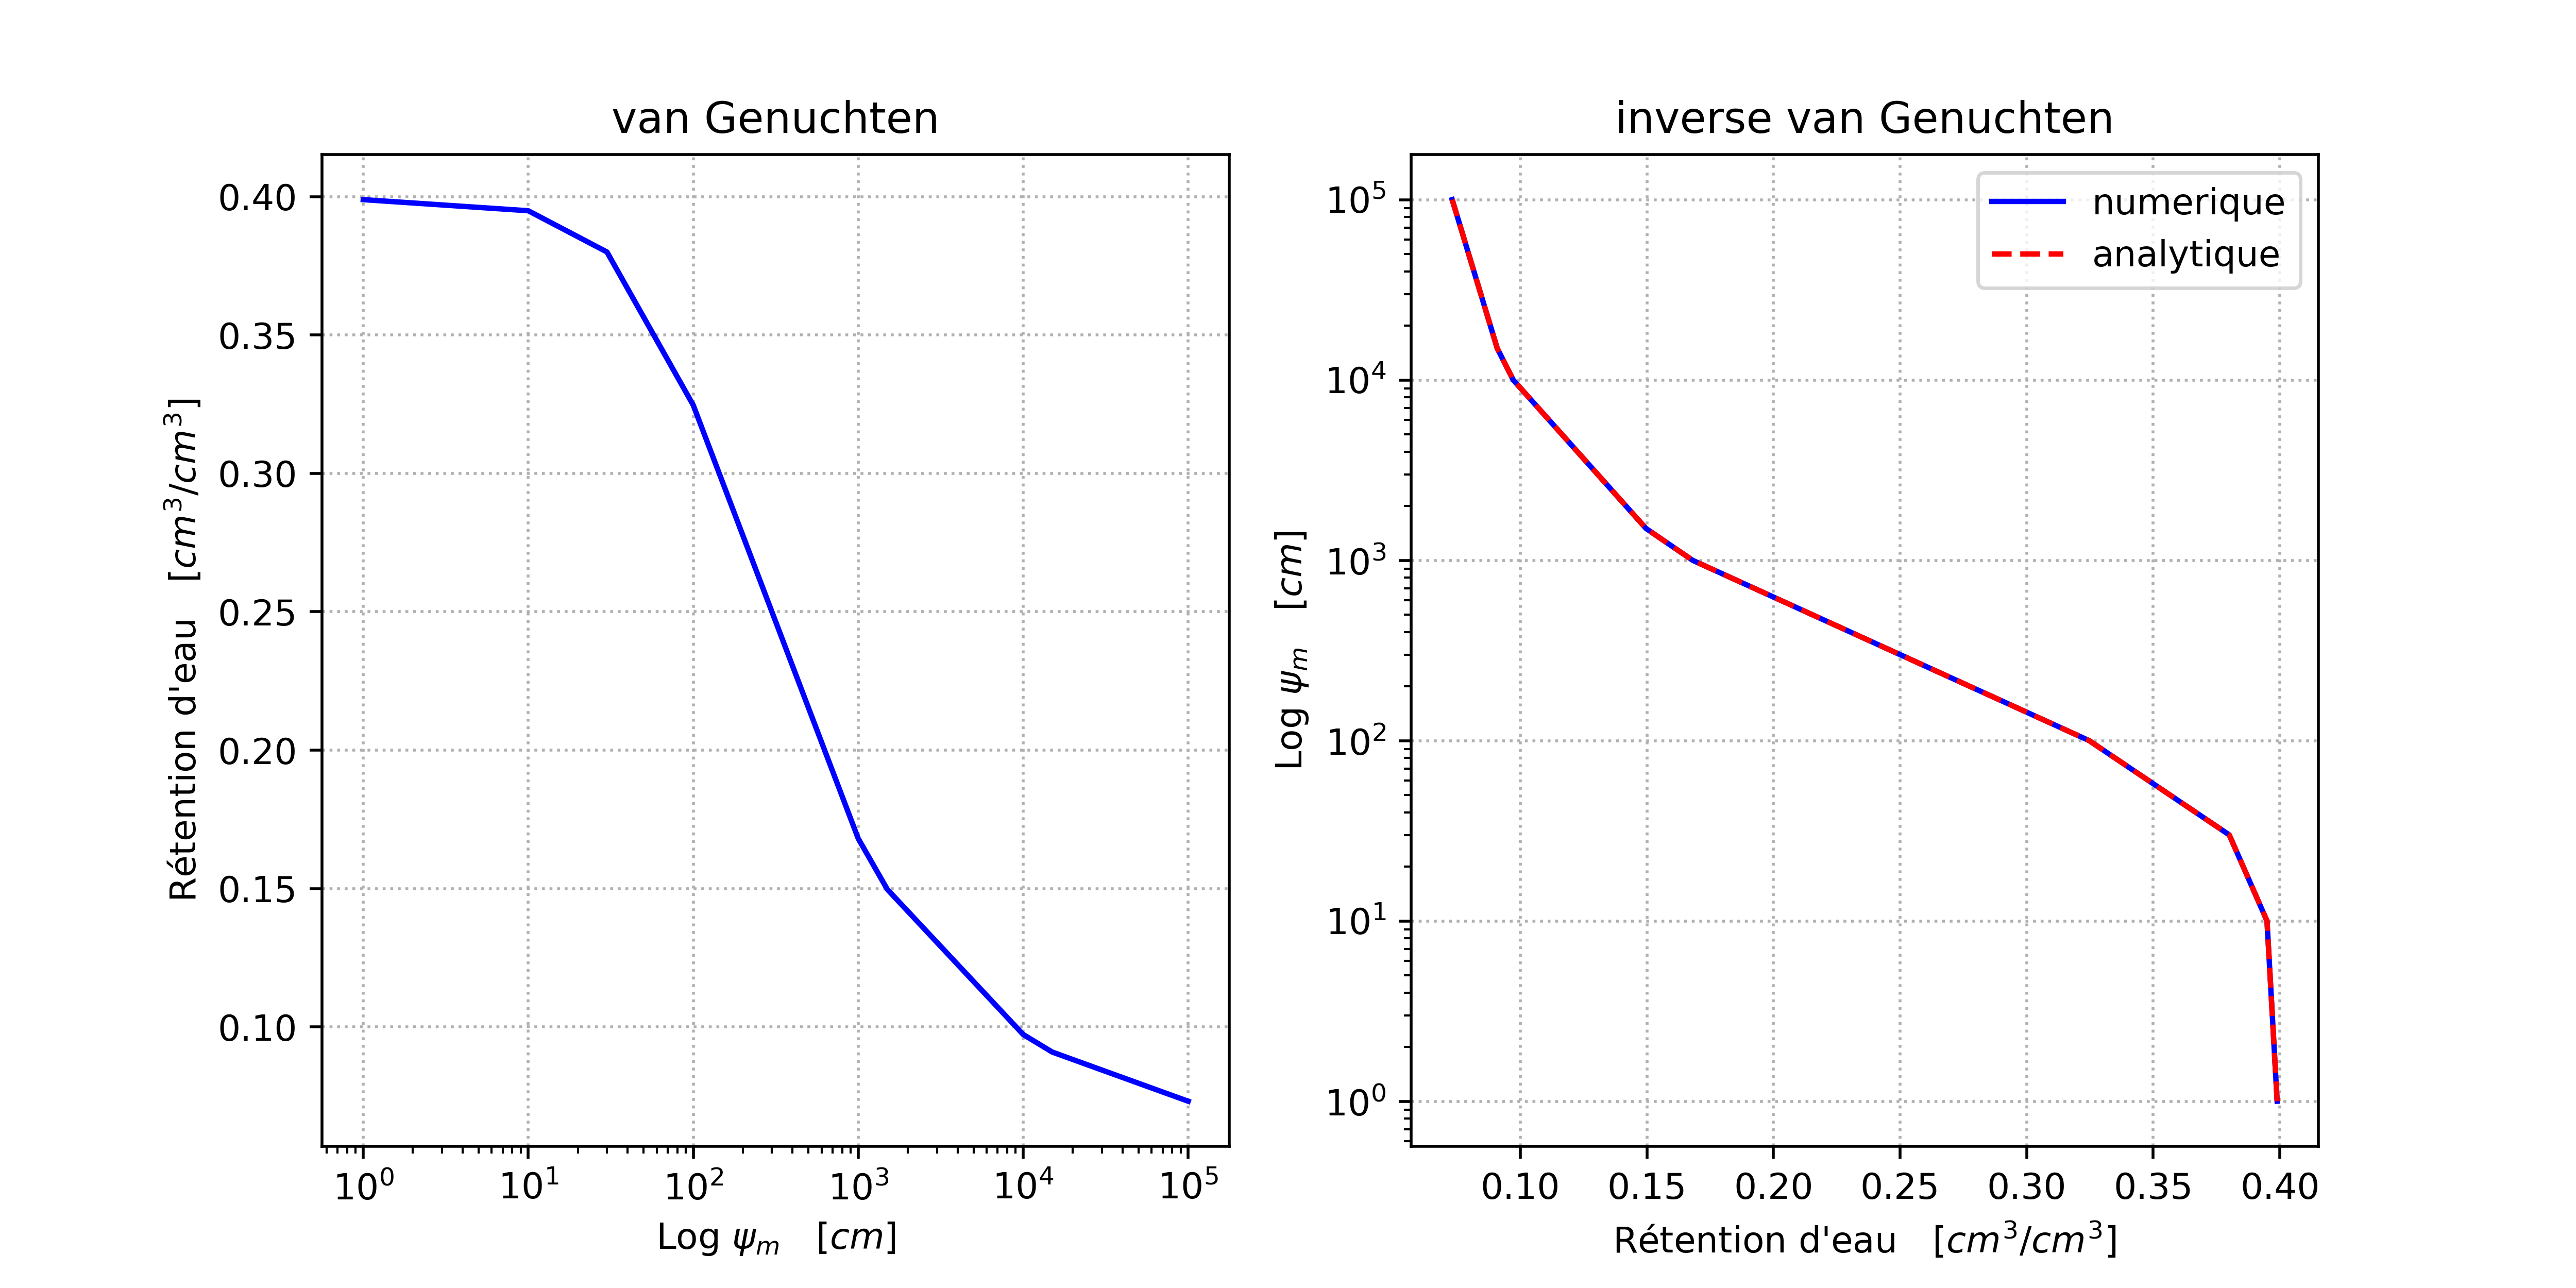 van Genuchten
0.40
0.35
0.30
0.25
0.20
0.15
0.10
Rétention d'eau [cm³/cm³]
10⁰ 10¹ 10² 10³ 10⁴ 10⁵
Log ψₘ [cm]
inverse van Genuchten
numerique
analytique
10⁵
10⁴
10³
10²
10¹
10⁰
Log ψₘ [cm]
0.10 0.15 0.20 0.25 0.30 0.35 0.40
Rétention d'eau [cm³/cm³]